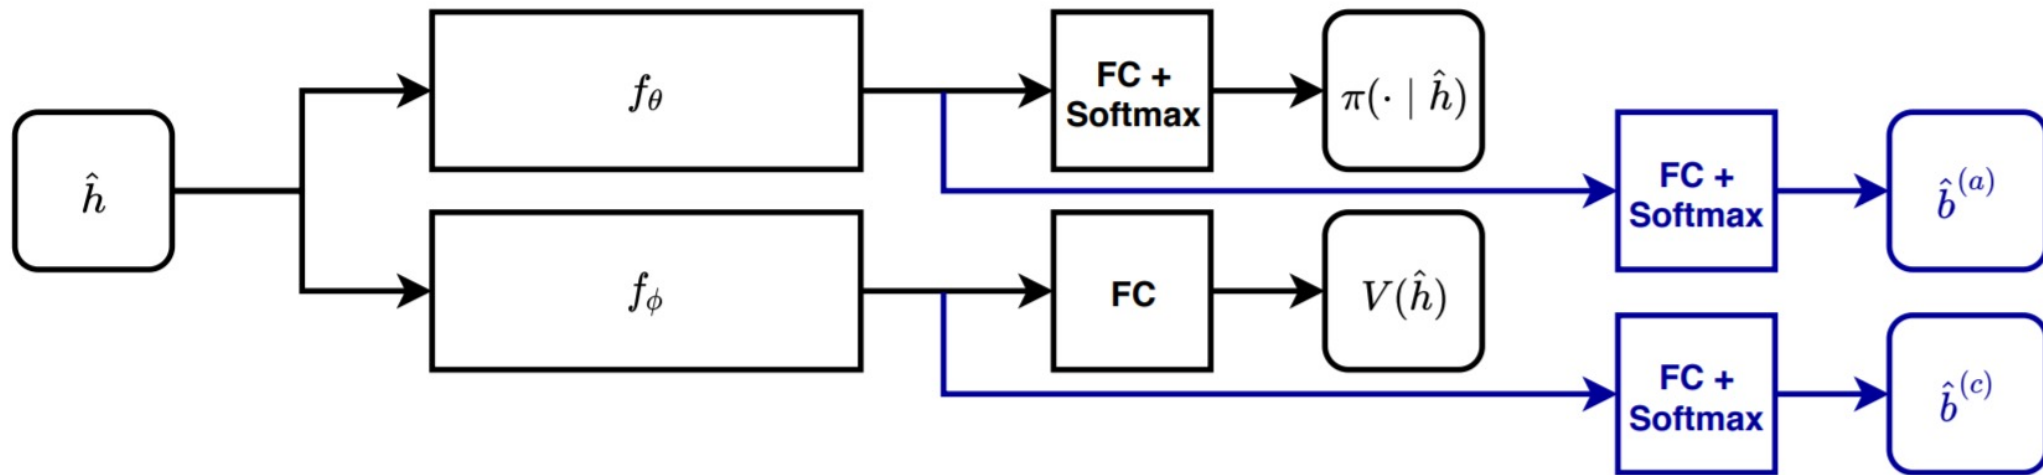 ĥ
f_θ
FC +
Softmax
π(· | ĥ)
FC +
Softmax
b̂^(a)
f_ϕ
FC
V(ĥ)
FC +
Softmax
b̂^(c)